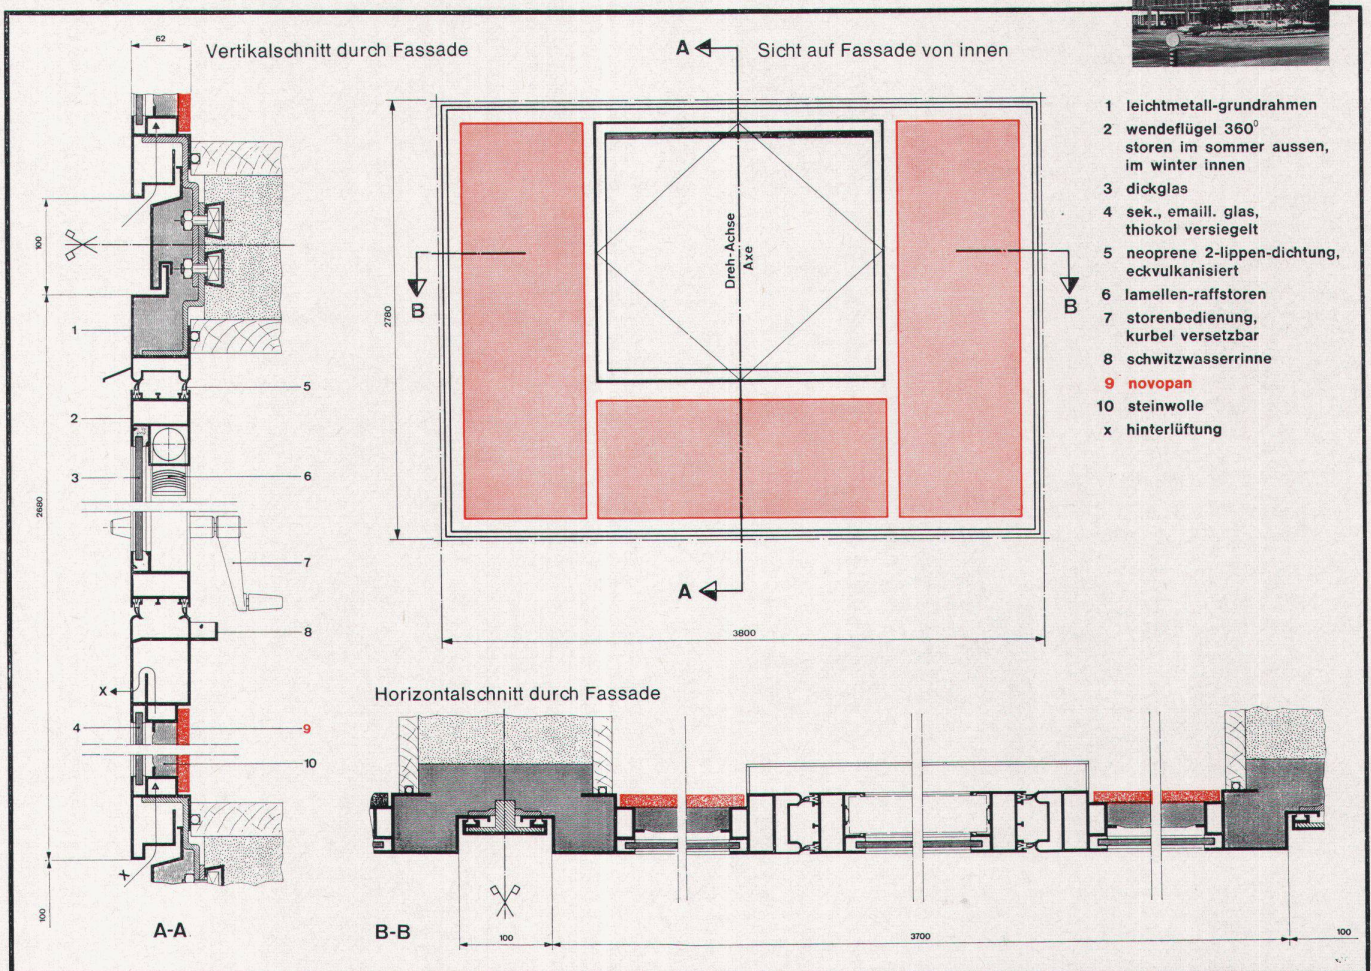 62
Vertikalschnitt durch Fassade
A
Sicht auf Fassade von innen
1 leichtmetall-grundrahmen
2 wendeflügel 360⁰
storen im sommer aussen,
im winter innen
3 dickglas
4 sek., emaill. glas,
thiokol versiegelt
5 neoprene 2-lippen-dichtung,
eckvulkanisiert
6 lamellen-raffstoren
7 storenbedienung,
kurbel versetzbar
8 schwitzwasserrinne
9 novopan
10 steinwolle
x hinterlüftung
100
1
5
2
3
6
2680
7
8
x
4
9
10
x
100
A-A
2780
B
Dreh-Achse
Axe
B
A
3800
Horizontalschnitt durch Fassade
B-B
100
3700
100